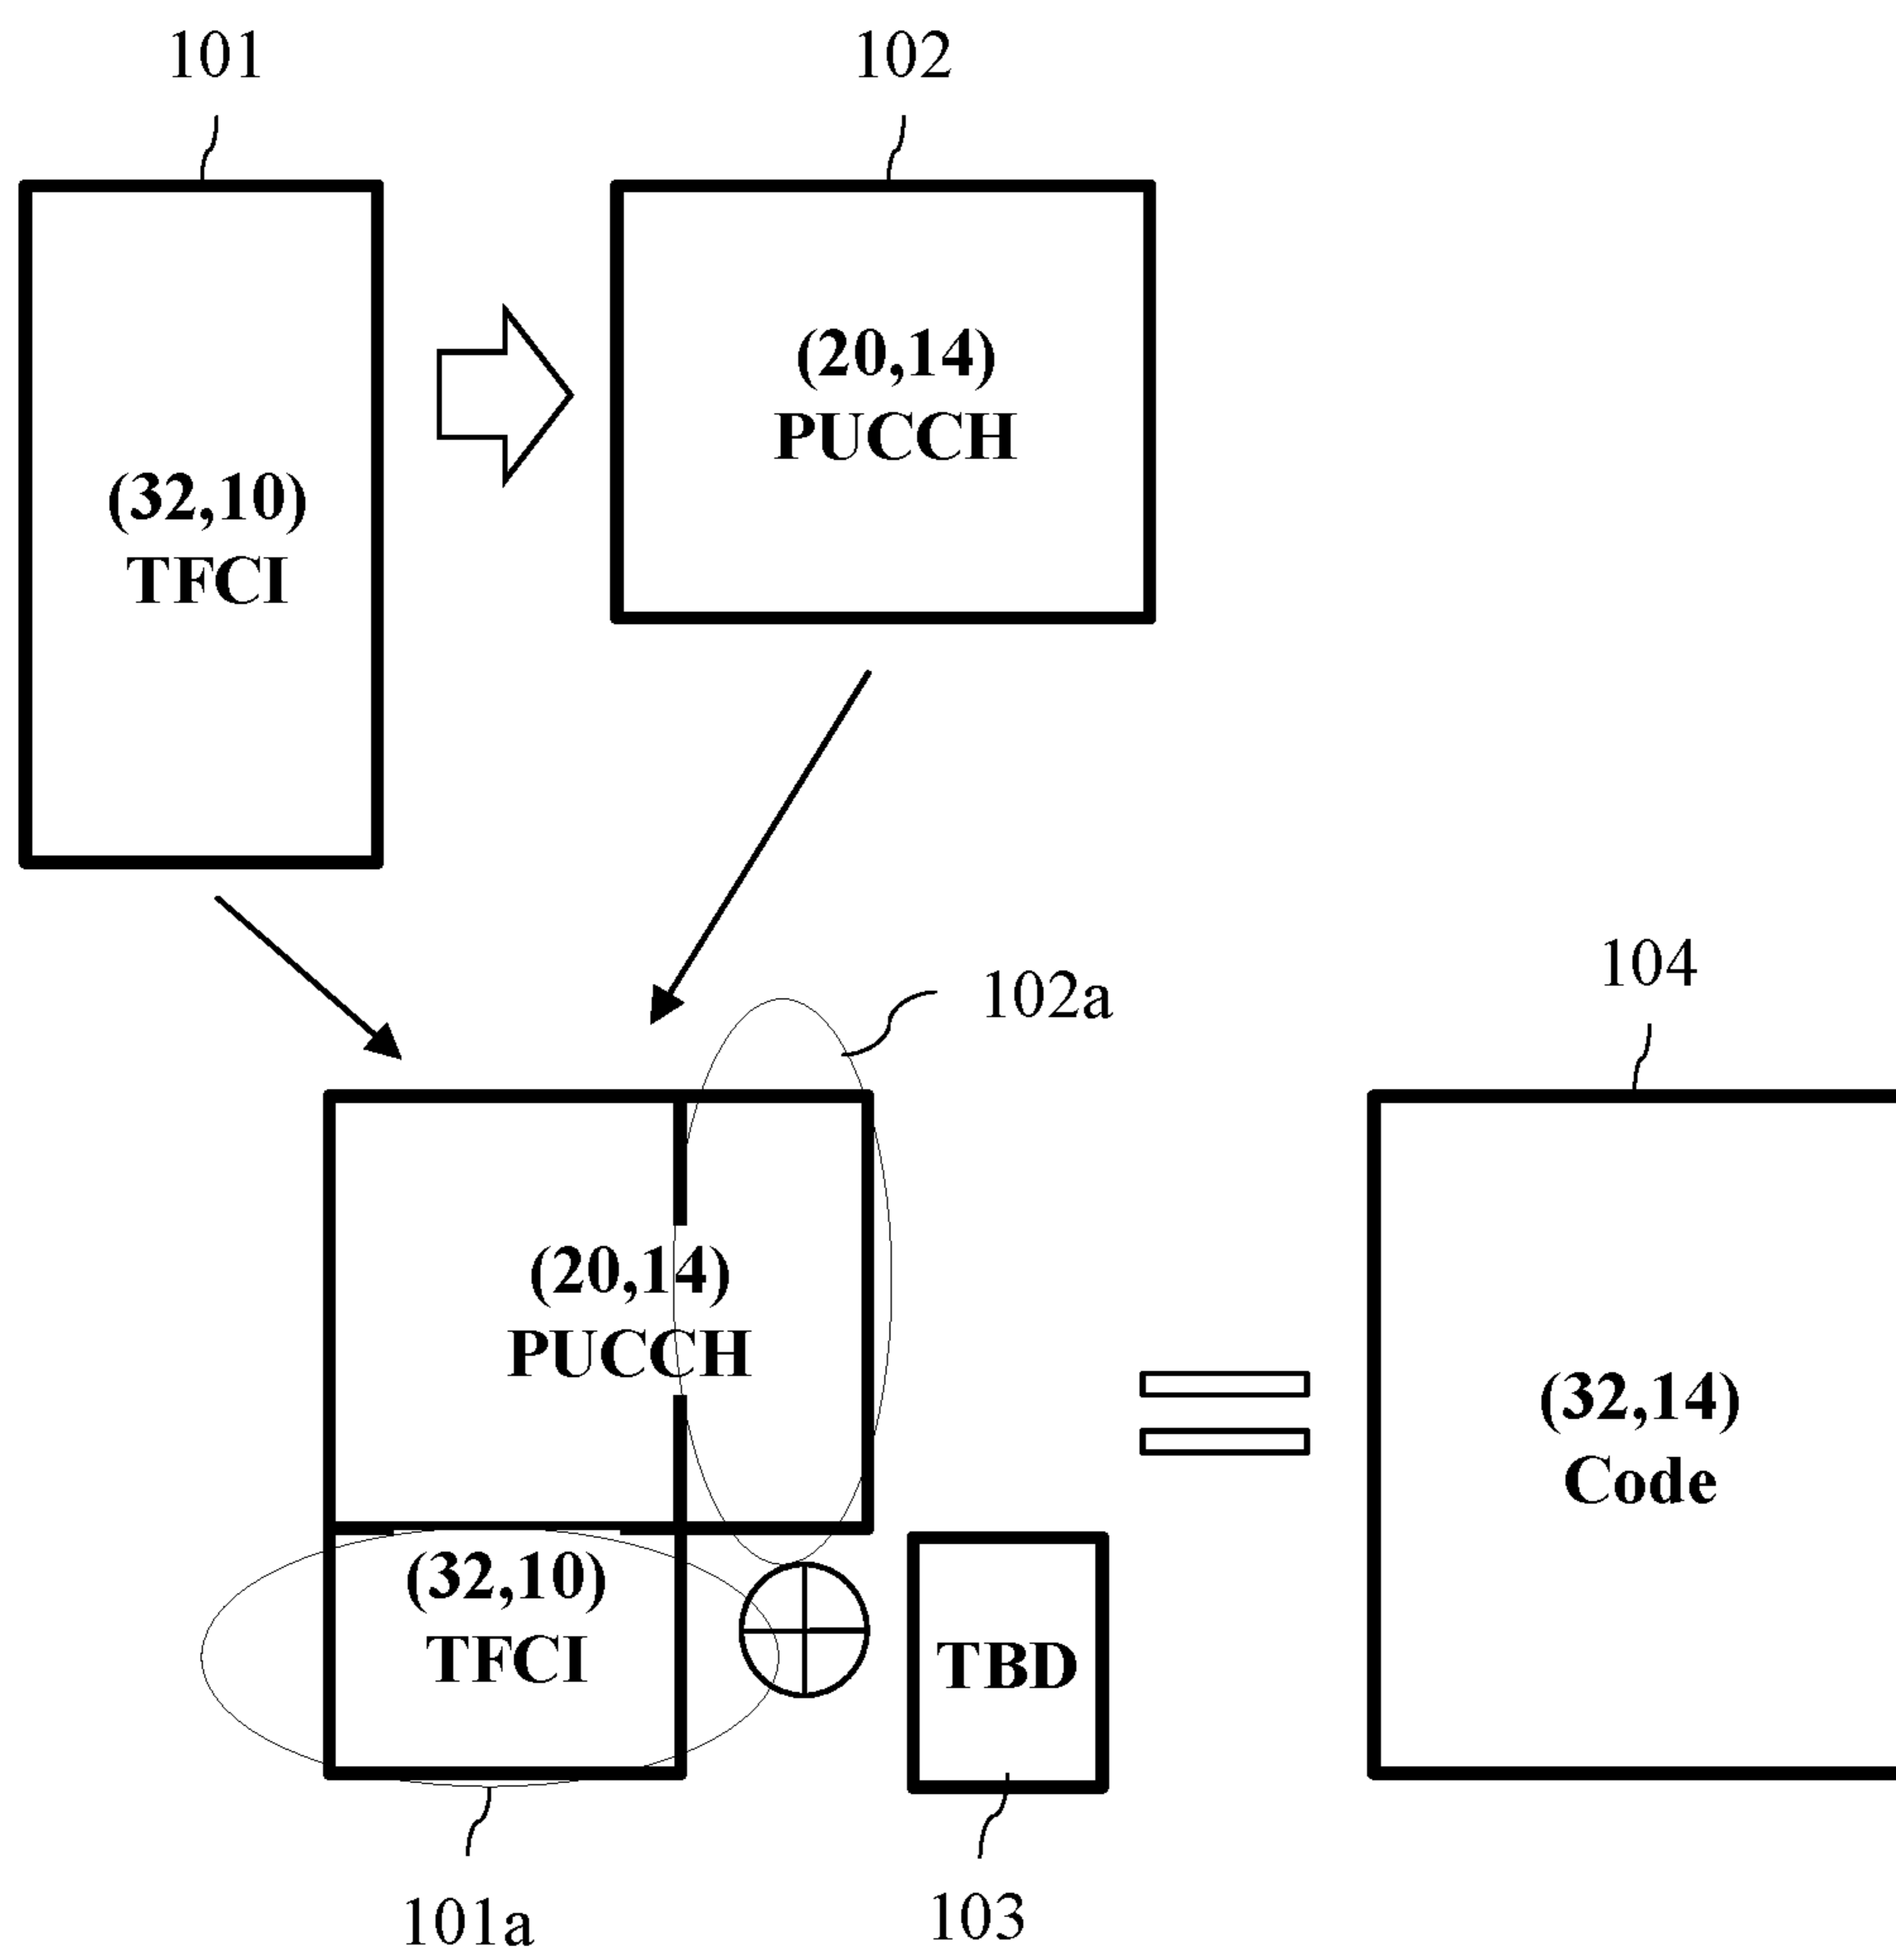 101
102
(32,10)
TFCI
(20,14)
PUCCH
102a
104
(20,14)
PUCCH
(32,10)
TFCI
TBD
(32,14)
Code
101a
103